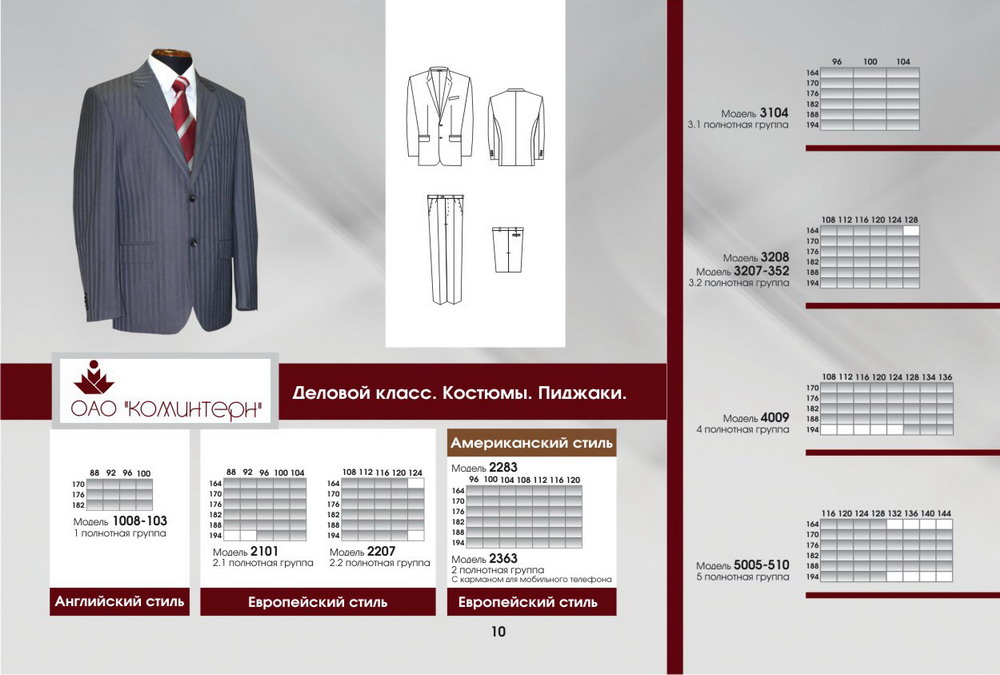 ОАО "КОМИНТЕРН"
Деловой класс. Костюмы. Пиджаки.
88 92 96 100
170
176
182
Модель 1008-103
1 полнотная группа
Английский стиль
88 92 96 100 104
164
170
176
182
188
194
Модель 2101
2.1 полнотная группа
108 112 116 120 124
164
170
176
182
188
194
Модель 2207
2.2 полнотная группа
Европейский стиль
Американский стиль
Модель 2283
96 100 104 108 112 116 120
164
170
176
182
188
194
Модель 2363
2 полнотная группа
С карманом для мобильного телефона
Европейский стиль
10
96 100 104
164
170
176
182
188
194
Модель 3104
3.1 полнотная группа
108 112 116 120 124 128
164
170
176
182
188
194
Модель 3208
Модель 3207-352
3.2 полнотная группа
108 112 116 120 124 128 134 136
170
176
182
188
194
Модель 4009
4 полнотная группа
116 120 124 128 132 136 140 144
164
170
176
182
188
194
Модель 5005-510
5 полнотная группа